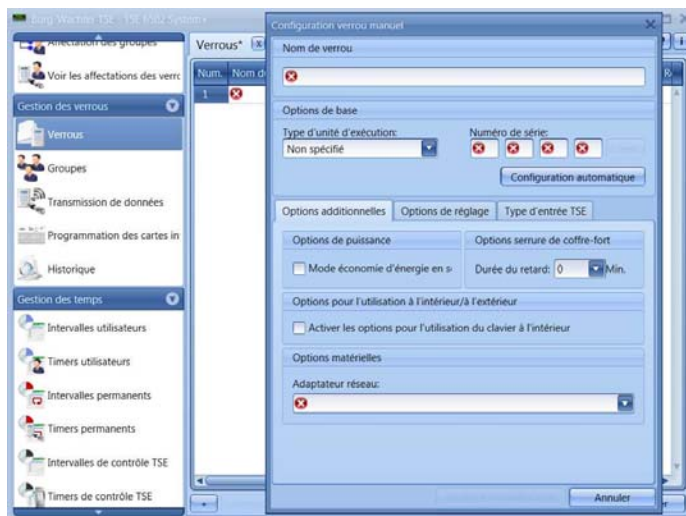 Burg-Wächter TSE - TSE 6502 System+
Configuration verrou manuel
Affectation des groupes
Voir les affectations des verro
Gestion des verrous
Verrous
Groupes
Transmission de données
Programmation des cartes in
Historique
Gestion des temps
Intervalles utilisateurs
Timers utilisateurs
Intervalles permanents
Timers permanents
Intervalles de contrôle TSE
Timers de contrôle TSE
Verrous*
Num.
Nom de
1
Nom de verrou
Options de base
Type d'unité d'exécution:
Numéro de série:
Non spécifié
Configuration automatique
Options additionnelles
Options de réglage
Type d'entrée TSE
Options de puissance
Options serrure de coffre-fort
Mode économie d'énergie en s
Durée du retard:
0
Min.
Options pour l'utilisation à l'intérieur/à l'extérieur
Activer les options pour l'utilisation du clavier à l'intérieur
Options matérielles
Adaptateur réseau:
Annuler